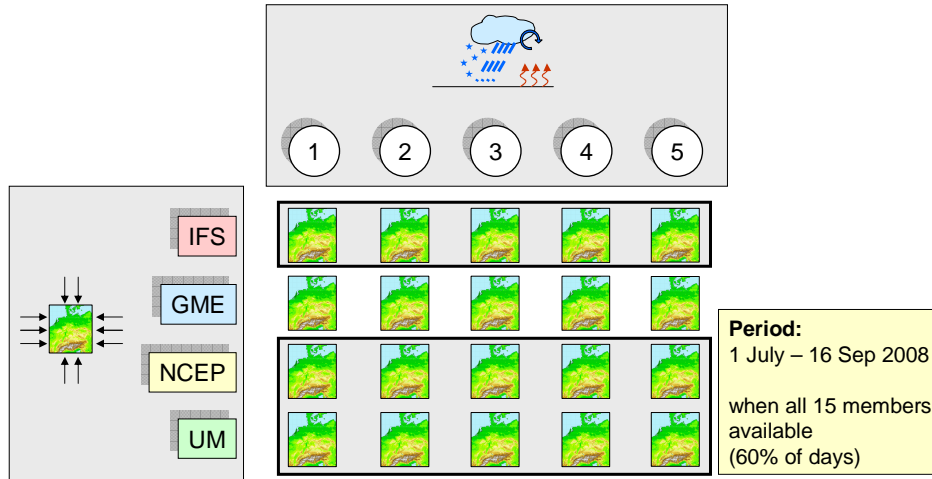 1 2 3 4 5
IFS
GME
NCEP
UM
Period:
1 July – 16 Sep 2008
when all 15 members
available
(60% of days)